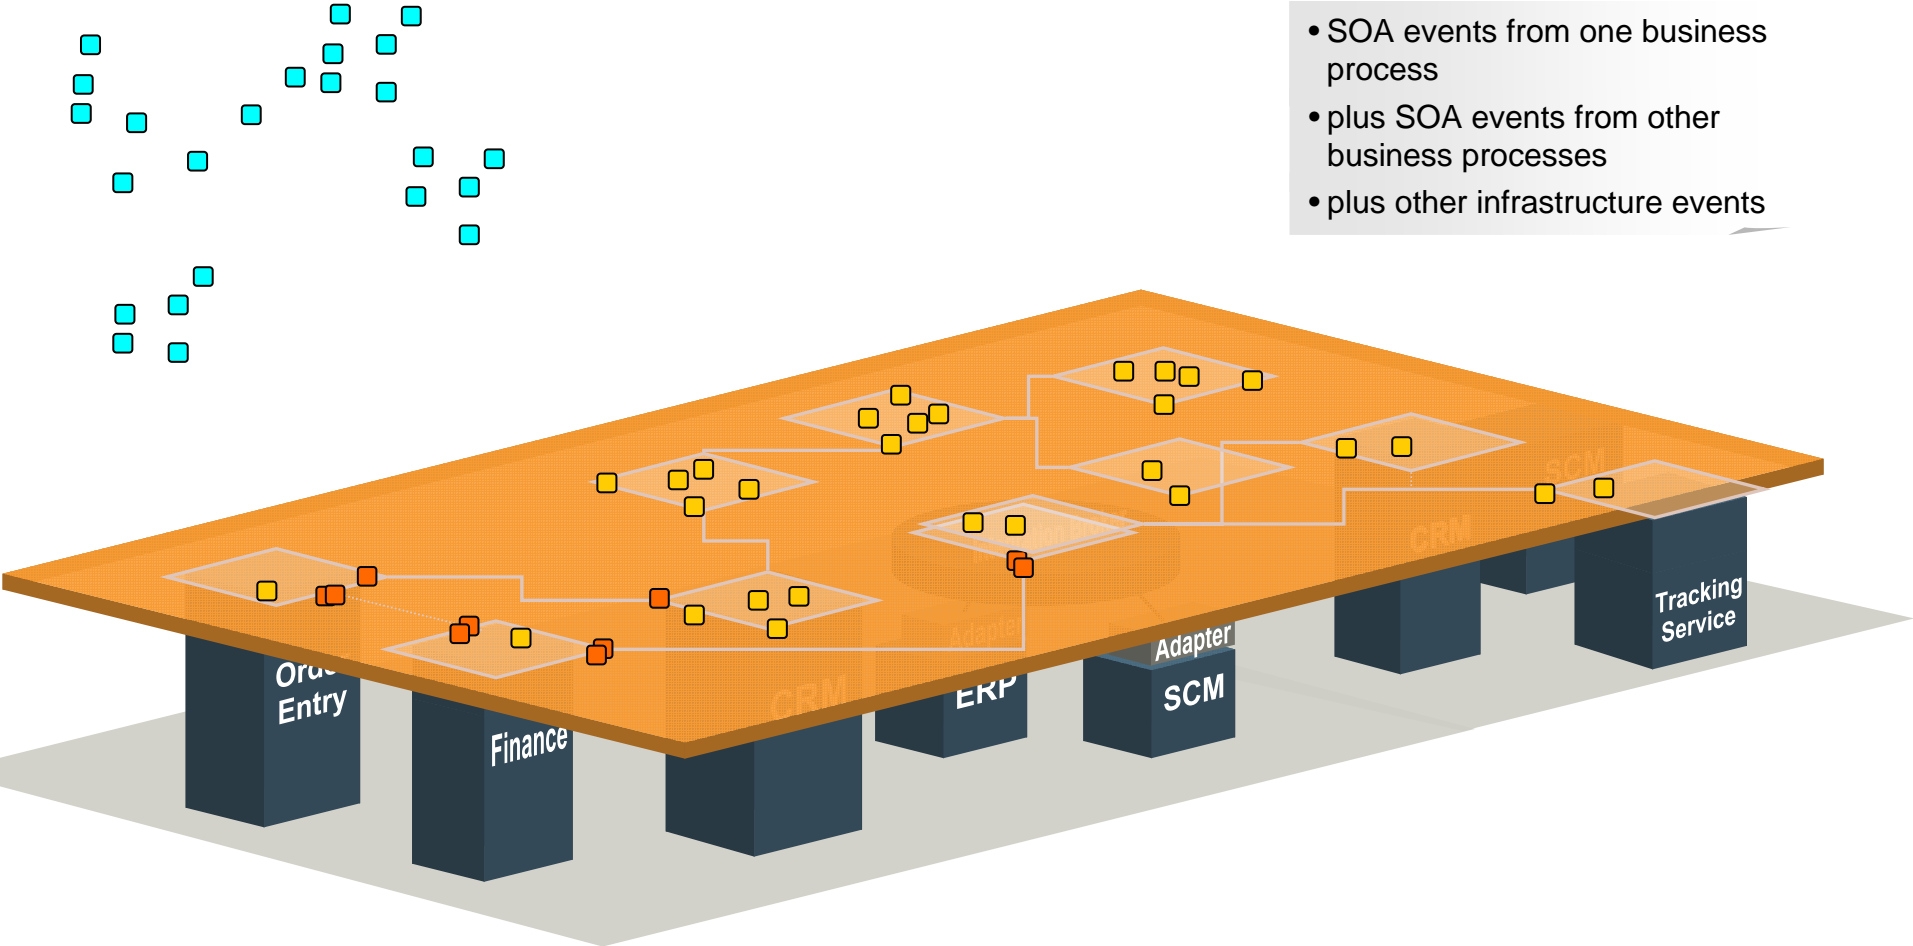 • SOA events from one business
process
• plus SOA events from other
business processes
• plus other infrastructure events
SCM
CRM
Tracking
Service
Adapter
Adapter
SCM
ERP
CRM
Entry
Finance